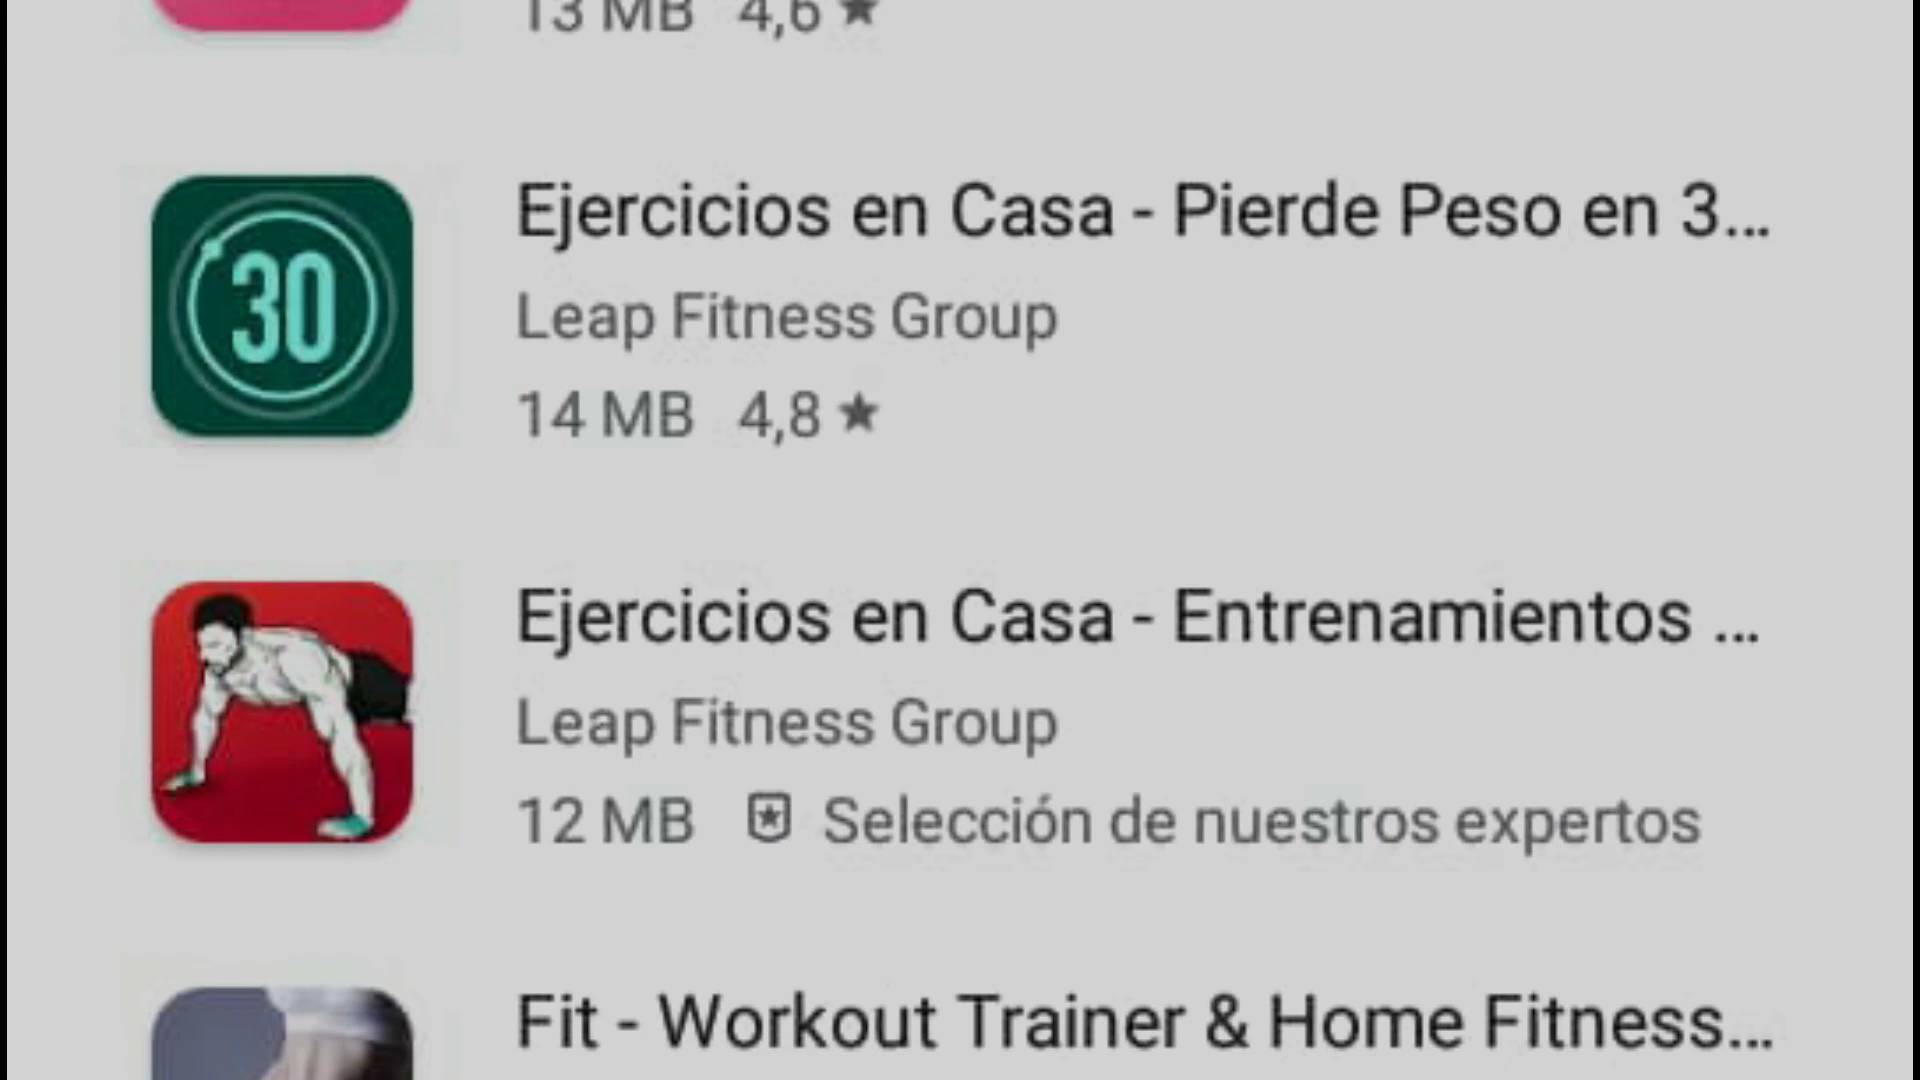 13 MB 4,6 ★
Ejercicios en Casa - Pierde Peso en 3...
30
Leap Fitness Group
14 MB 4,8 ★
Ejercicios en Casa - Entrenamientos ...
Leap Fitness Group
12 MB Selección de nuestros expertos
Fit - Workout Trainer & Home Fitness...